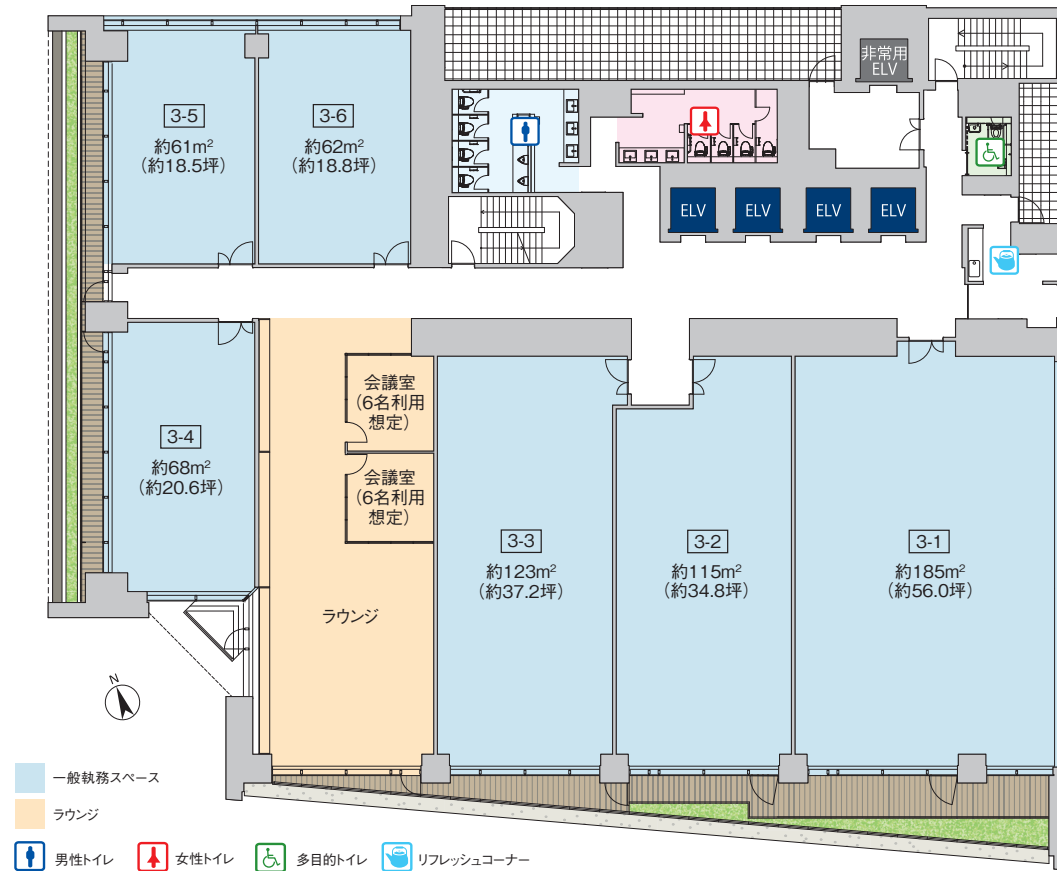 非常用
ELV
3-5
約61m²
（約18.5坪）
3-6
約62m²
（約18.8坪）
ELV
ELV
ELV
ELV
会議室
（6名利用
想定）
3-4
約68m²
（約20.6坪）
会議室
（6名利用
想定）
3-3
約123m²
（約37.2坪）
3-2
約115m²
（約34.8坪）
3-1
約185m²
（約56.0坪）
ラウンジ
N
一般執務スペース
ラウンジ
男性トイレ
女性トイレ
多目的トイレ
リフレッシュコーナー